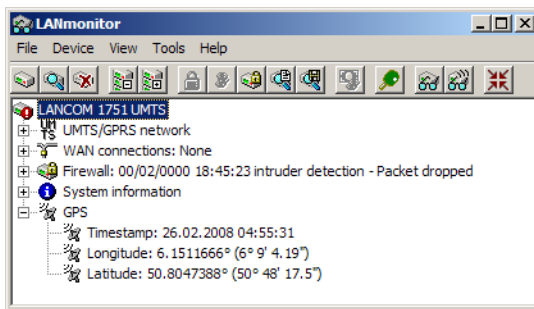 LANmonitor
File Device View Tools Help
LANCOM 1751 UMTS
UMTS UMTS/GPRS network
WAN connections: None
Firewall: 00/02/0000 18:45:23 intruder detection - Packet dropped
i System information
GPS
Timestamp: 26.02.2008 04:55:31
Longitude: 6.1511666° (6° 9' 4.19")
Latitude: 50.8047388° (50° 48' 17.5")